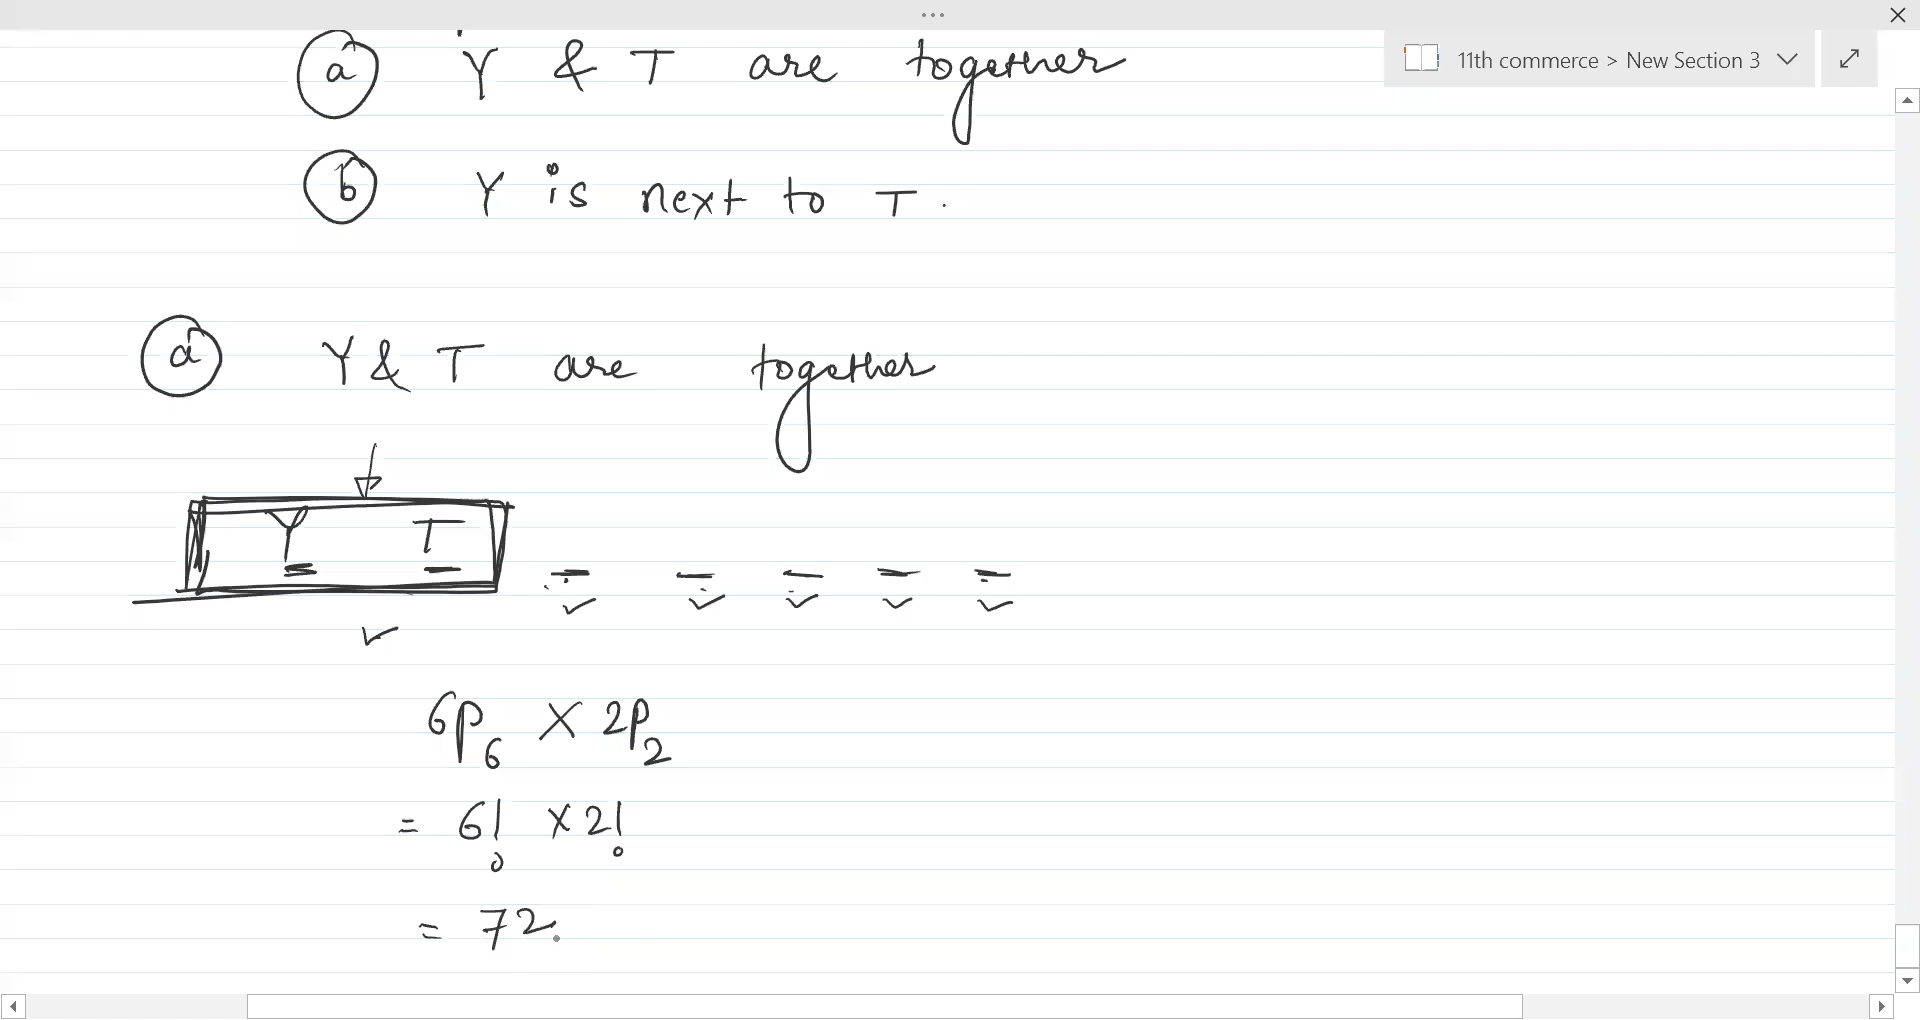 11th commerce > New Section 3
(a) Y & T are together
(b) Y is next to T.
(a) Y & T are together
Y T
6P6 X 2P2
= 6! X 2!
= 72